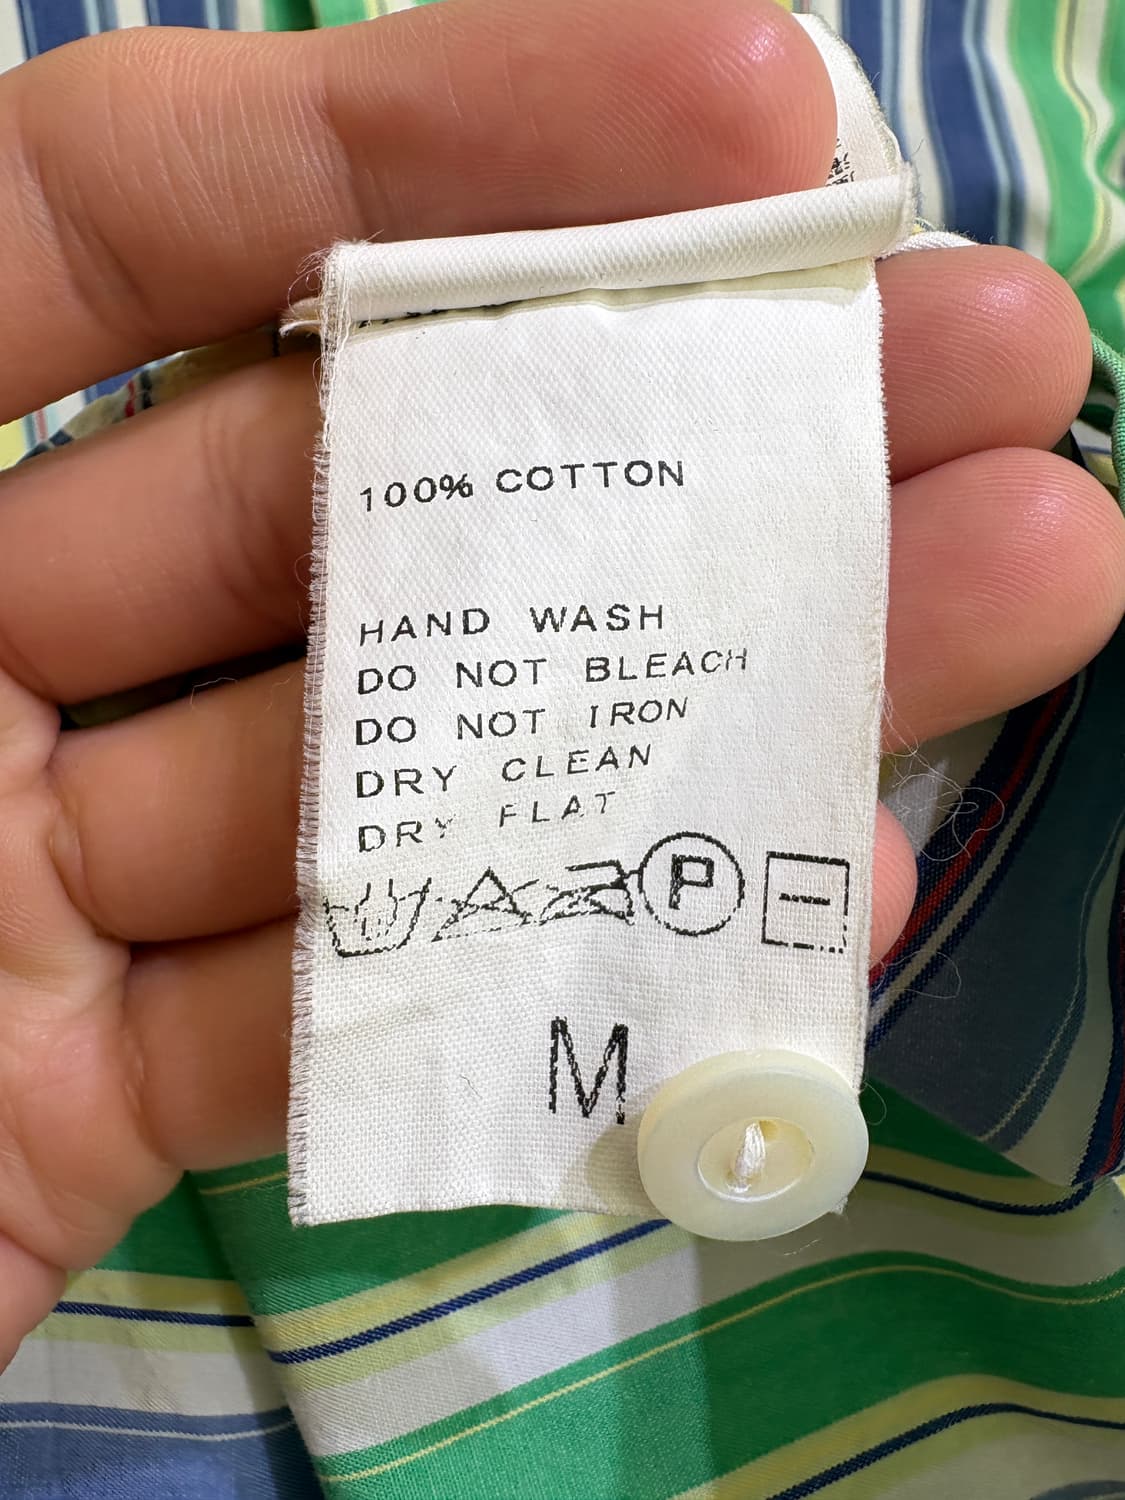 100% COTTON
HAND WASH
DO NOT BLEACH
DO NOT IRON
DRY CLEAN
DRY FLAT
P
M